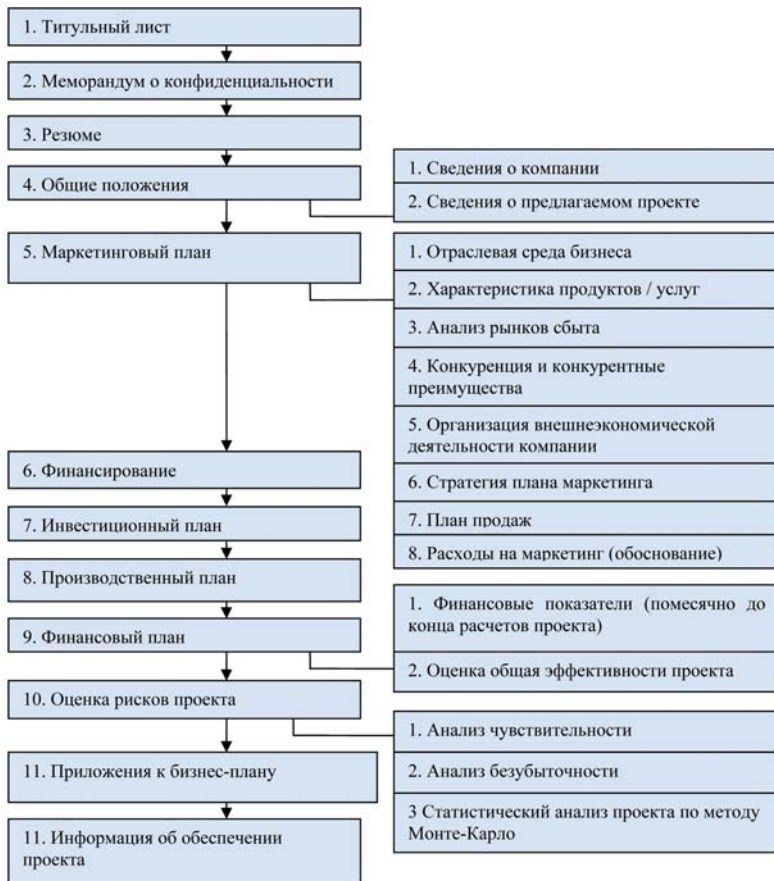 1. Титульный лист
2. Меморандум о конфиденциальности
3. Резюме
4. Общие положения
1. Сведения о компании
2. Сведения о предлагаемом проекте
5. Маркетинговый план
1. Отраслевая среда бизнеса
2. Характеристика продуктов / услуг
3. Анализ рынков сбыта
4. Конкуренция и конкурентные
преимущества
5. Организация внешнеэкономической
деятельности компании
6. Стратегия плана маркетинга
7. План продаж
8. Расходы на маркетинг (обоснование)
6. Финансирование
7. Инвестиционный план
8. Производственный план
9. Финансовый план
1. Финансовые показатели (помесячно до
конца расчетов проекта)
2. Оценка общая эффективности проекта
10. Оценка рисков проекта
1. Анализ чувствительности
2. Анализ безубыточности
3 Статистический анализ проекта по методу
Монте-Карло
11. Приложения к бизнес-плану
11. Информация об обеспечении
проекта